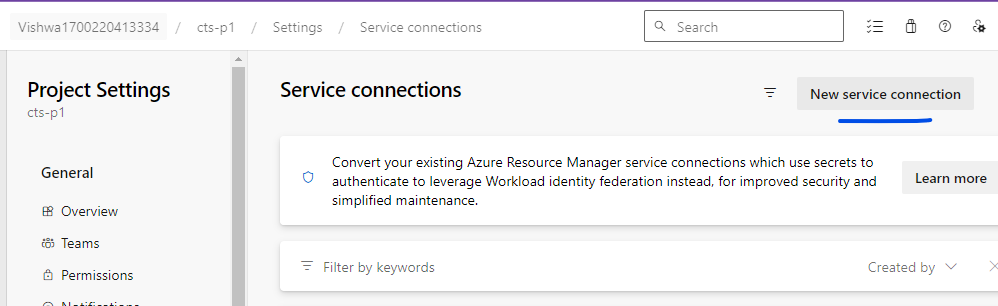 Vishwa1700220413334 / cts-p1 / Settings / Service connections
Search
Project Settings
cts-p1
General
Overview
Teams
Permissions
Notifications
Service connections
New service connection
Convert your existing Azure Resource Manager service connections which use secrets to
authenticate to leverage Workload identity federation instead, for improved security and
simplified maintenance.
Learn more
Filter by keywords
Created by